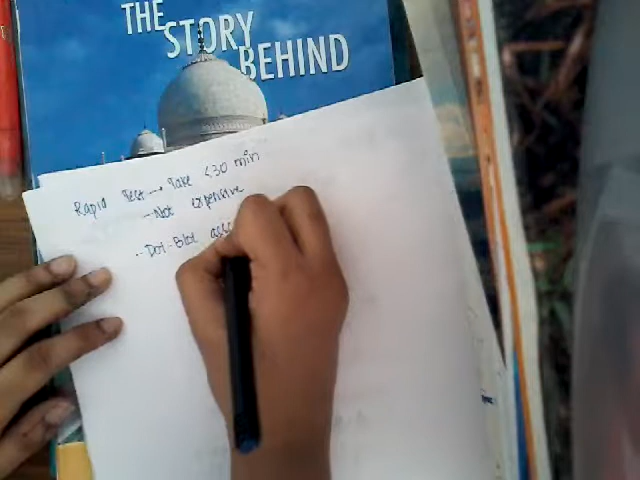 THE
STORY
BEHIND
Rapid Test → Take <30 min
- Not expensive
- Dot-Blot